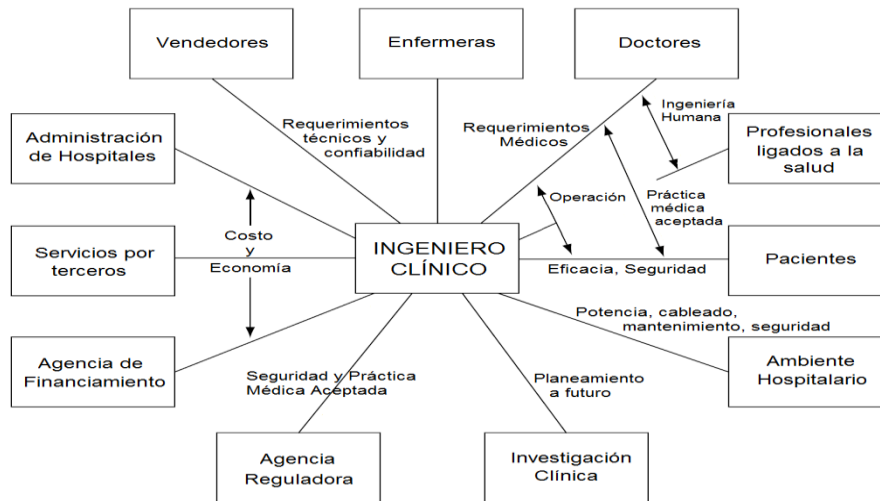 Vendedores
Enfermeras
Doctores
Requerimientos
técnicos y
confiabilidad
Requerimientos
Médicos
Ingeniería
Humana
Administración
de Hospitales
Profesionales
ligados a la
salud
Operación
Práctica
médica
aceptada
Servicios por
terceros
Costo
y
Economía
INGENIERO
CLÍNICO
Eficacia, Seguridad
Pacientes
Potencia, cableado,
mantenimiento, seguridad
Agencia de
Financiamiento
Seguridad y Práctica
Médica Aceptada
Planeamiento
a futuro
Ambiente
Hospitalario
Agencia
Reguladora
Investigación
Clínica